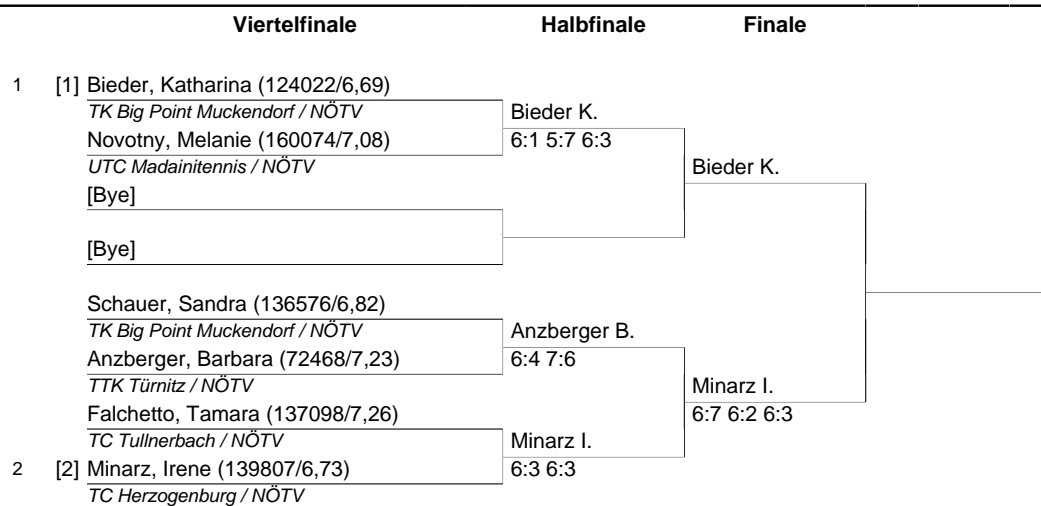 Viertelfinale Halbfinale Finale
1 [1] Bieder, Katharina (124022/6,69)
TK Big Point Muckendorf / NÖTV Bieder K.
Novotny, Melanie (160074/7,08) 6:1 5:7 6:3
UTC Madainitennis / NÖTV Bieder K.
[Bye]
[Bye]
Schauer, Sandra (136576/6,82)
TK Big Point Muckendorf / NÖTV Anzberger B.
Anzberger, Barbara (72468/7,23) 6:4 7:6
TTK Türnitz / NÖTV Minarz I.
Falchetto, Tamara (137098/7,26) 6:7 6:2 6:3
TC Tullnerbach / NÖTV Minarz I.
2 [2] Minarz, Irene (139807/6,73) 6:3 6:3
TC Herzogenburg / NÖTV